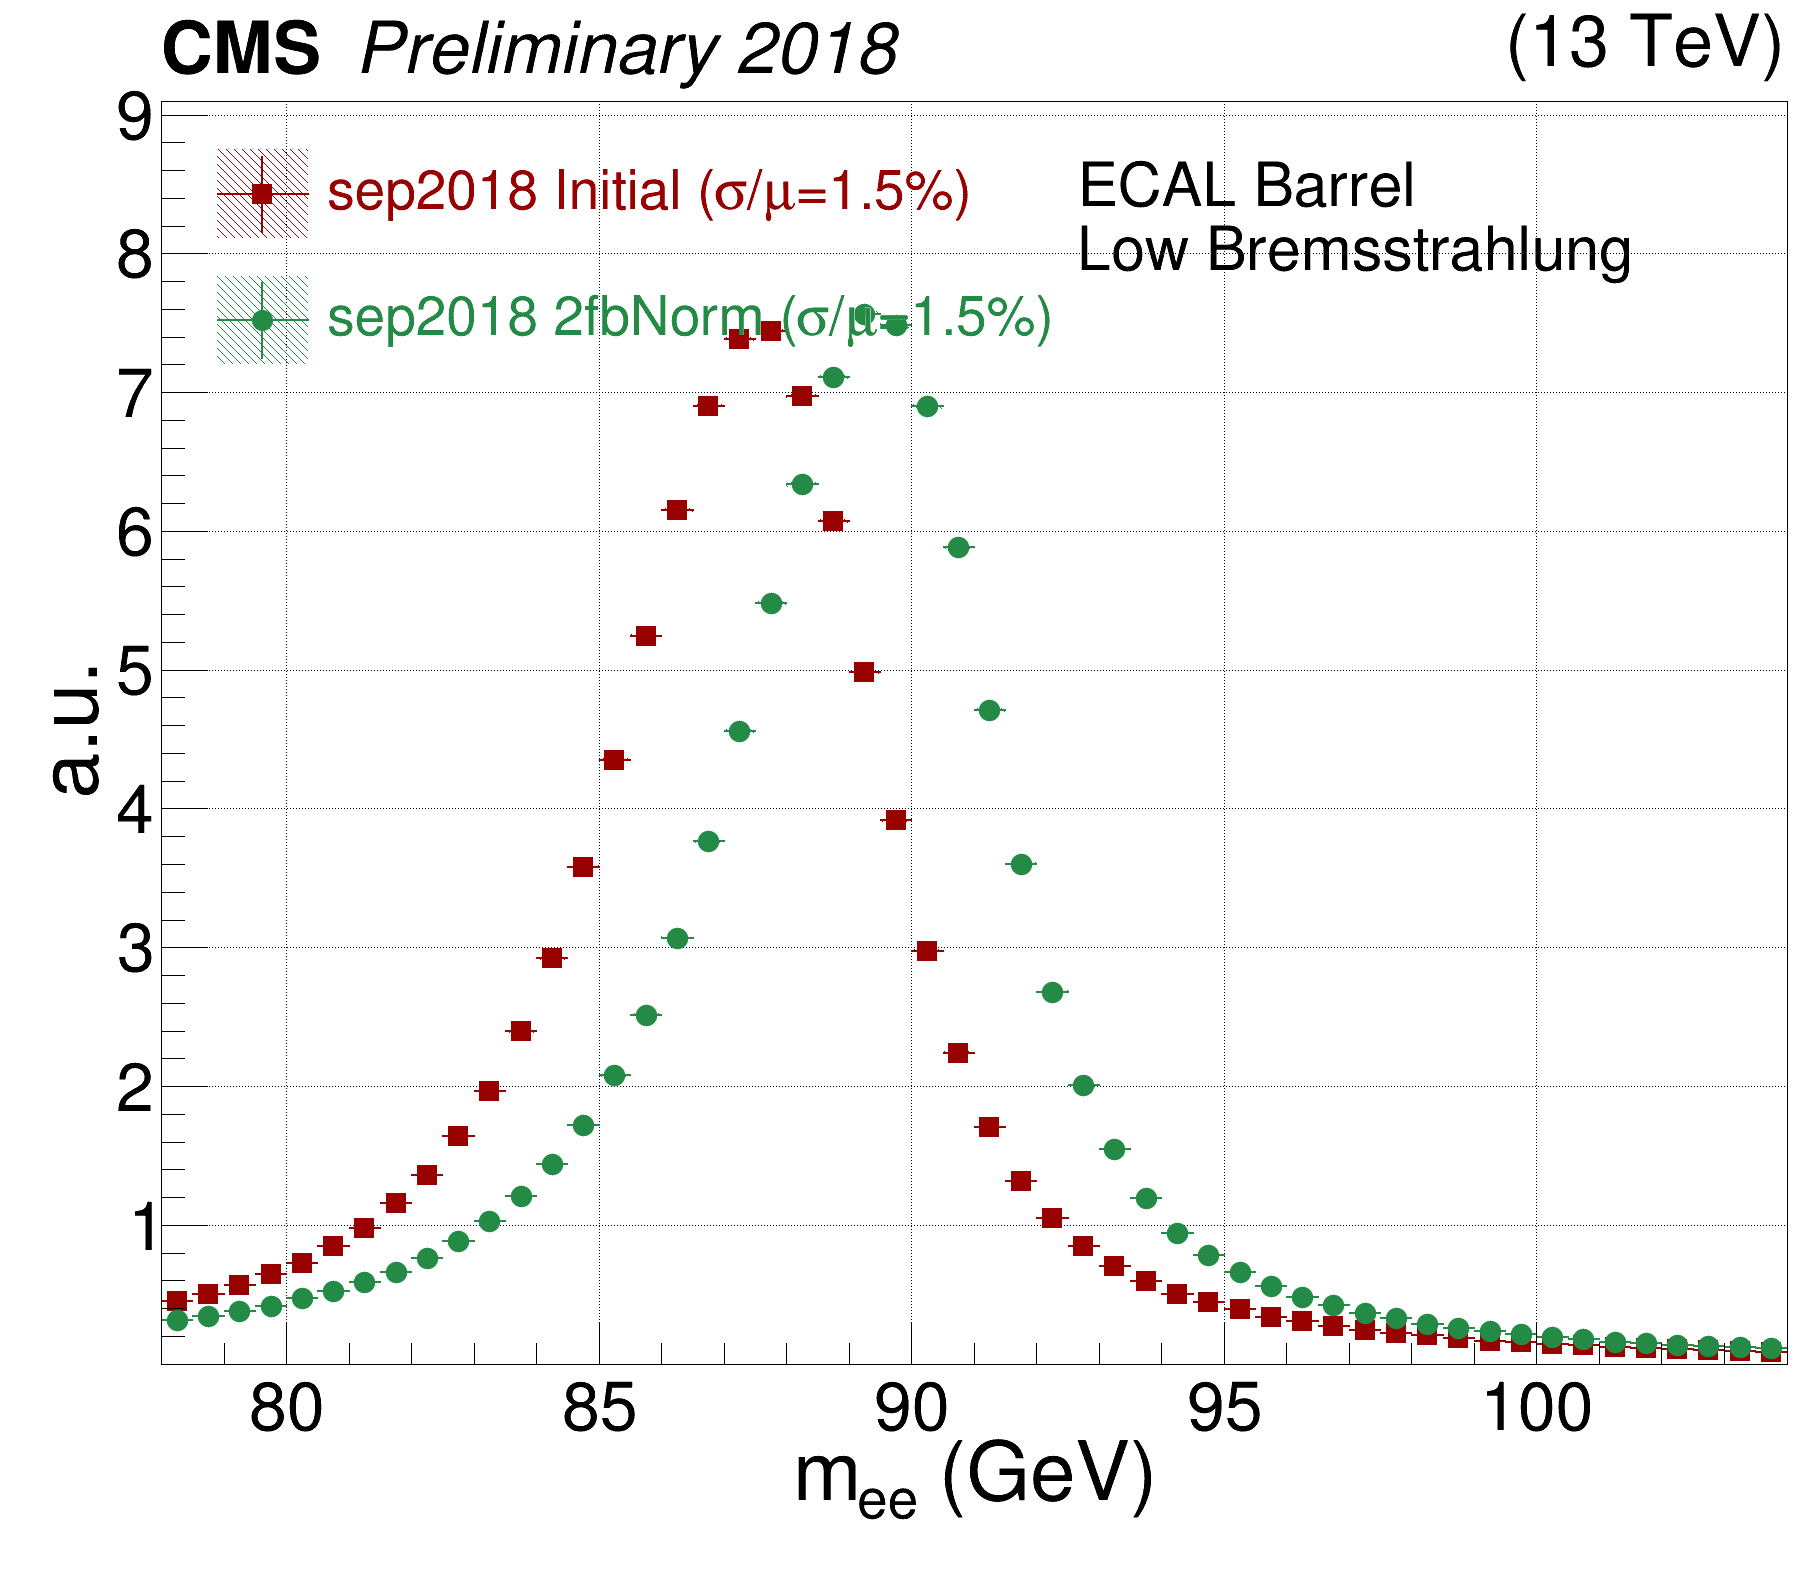 CMS Preliminary 2018 (13 TeV)
9
sep2018 Initial (σ/μ=1.5%)
ECAL Barrel
Low Bremsstrahlung
8
sep2018 2fbNorm (σ/μ=1.5%)
7
6
5
a.u.
4
3
2
1
80 85 90 95 100
mee (GeV)